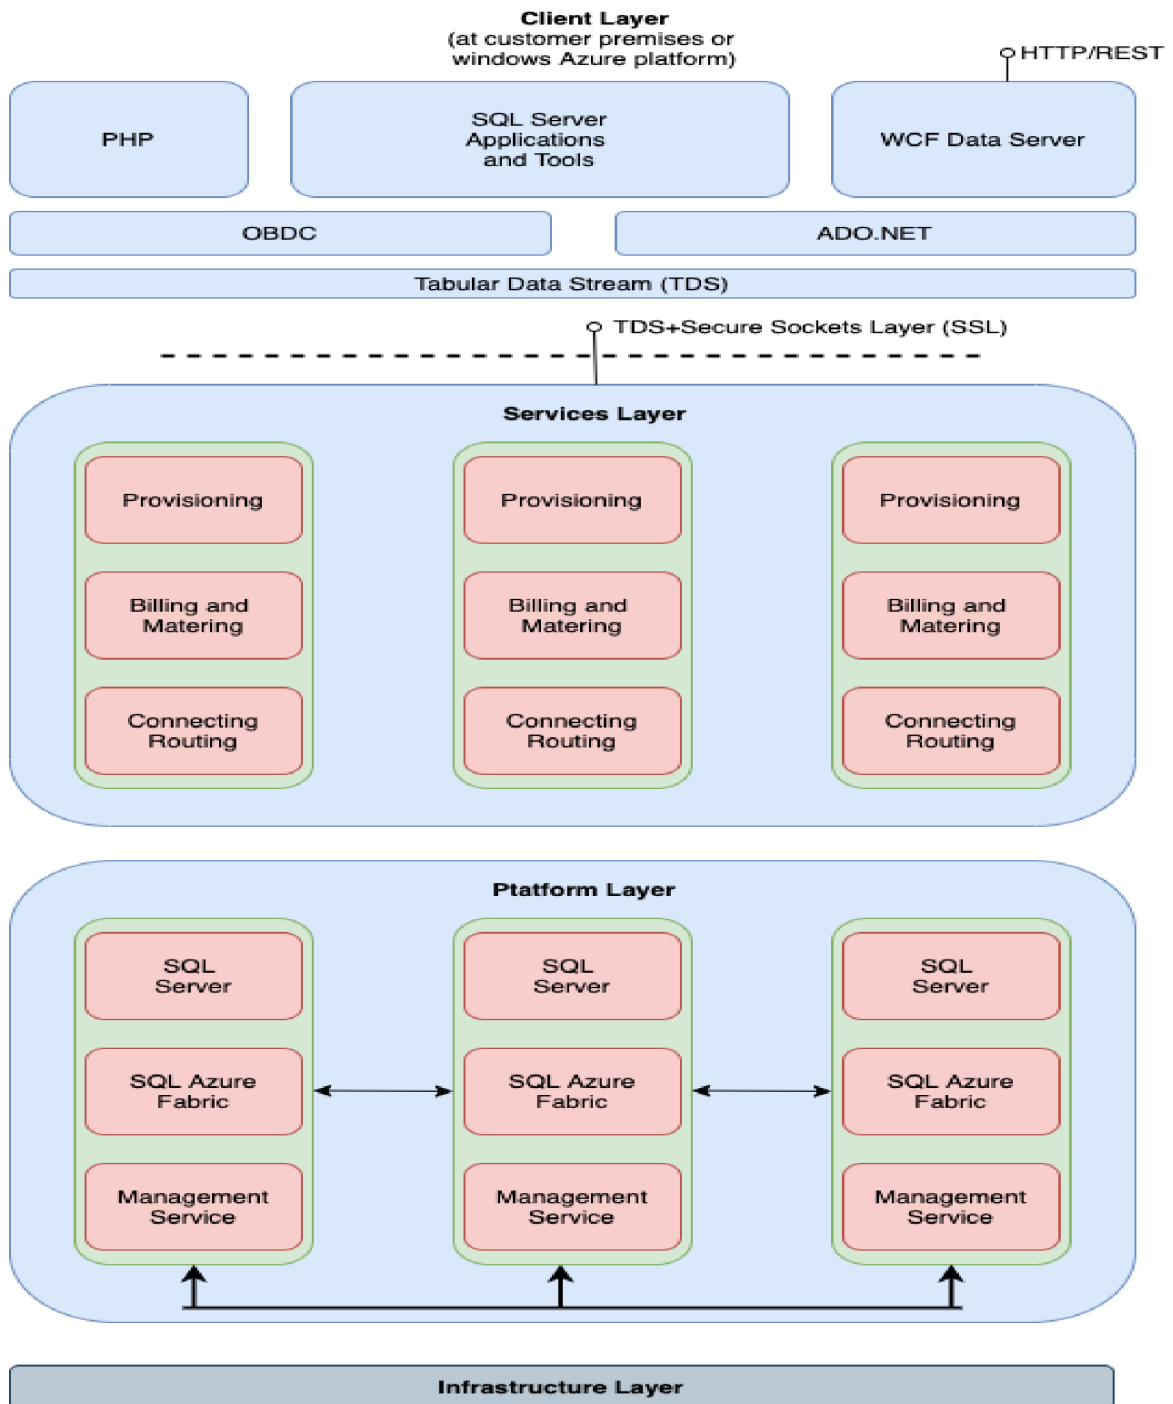 Client Layer
(at customer premises or
windows Azure platform)
HTTP/REST
PHP
SQL Server
Applications
and Tools
WCF Data Server
OBDC
ADO.NET
Tabular Data Stream (TDS)
TDS+Secure Sockets Layer (SSL)
Services Layer
Provisioning
Billing and
Matering
Connecting
Routing
Provisioning
Billing and
Matering
Connecting
Routing
Provisioning
Billing and
Matering
Connecting
Routing
Ptatform Layer
SQL
Server
SQL Azure
Fabric
Management
Service
SQL
Server
SQL Azure
Fabric
Management
Service
SQL
Server
SQL Azure
Fabric
Management
Service
Infrastructure Layer